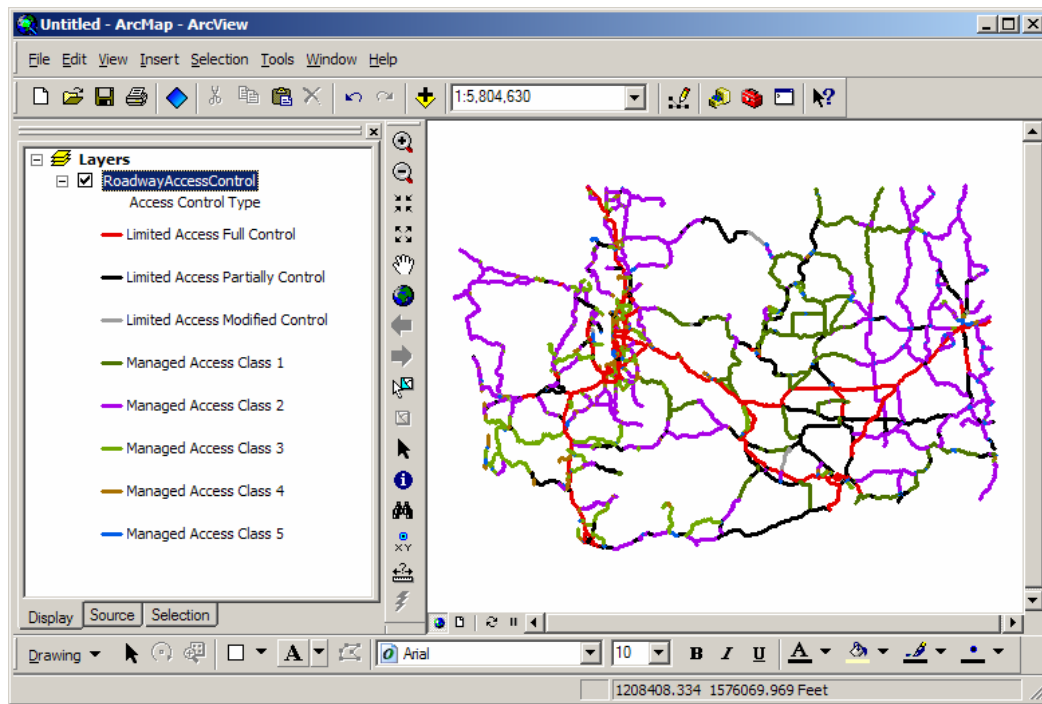 Untitled - ArcMap - ArcView
File Edit View Insert Selection Tools Window Help
1:5,804,630
Layers
RoadwayAccessControl
Access Control Type
Limited Access Full Control
Limited Access Partially Control
Limited Access Modified Control
Managed Access Class 1
Managed Access Class 2
Managed Access Class 3
Managed Access Class 4
Managed Access Class 5
XY
Display Source Selection
Drawing A Arial 10 B I U A
1208408.334 1576069.969 Feet